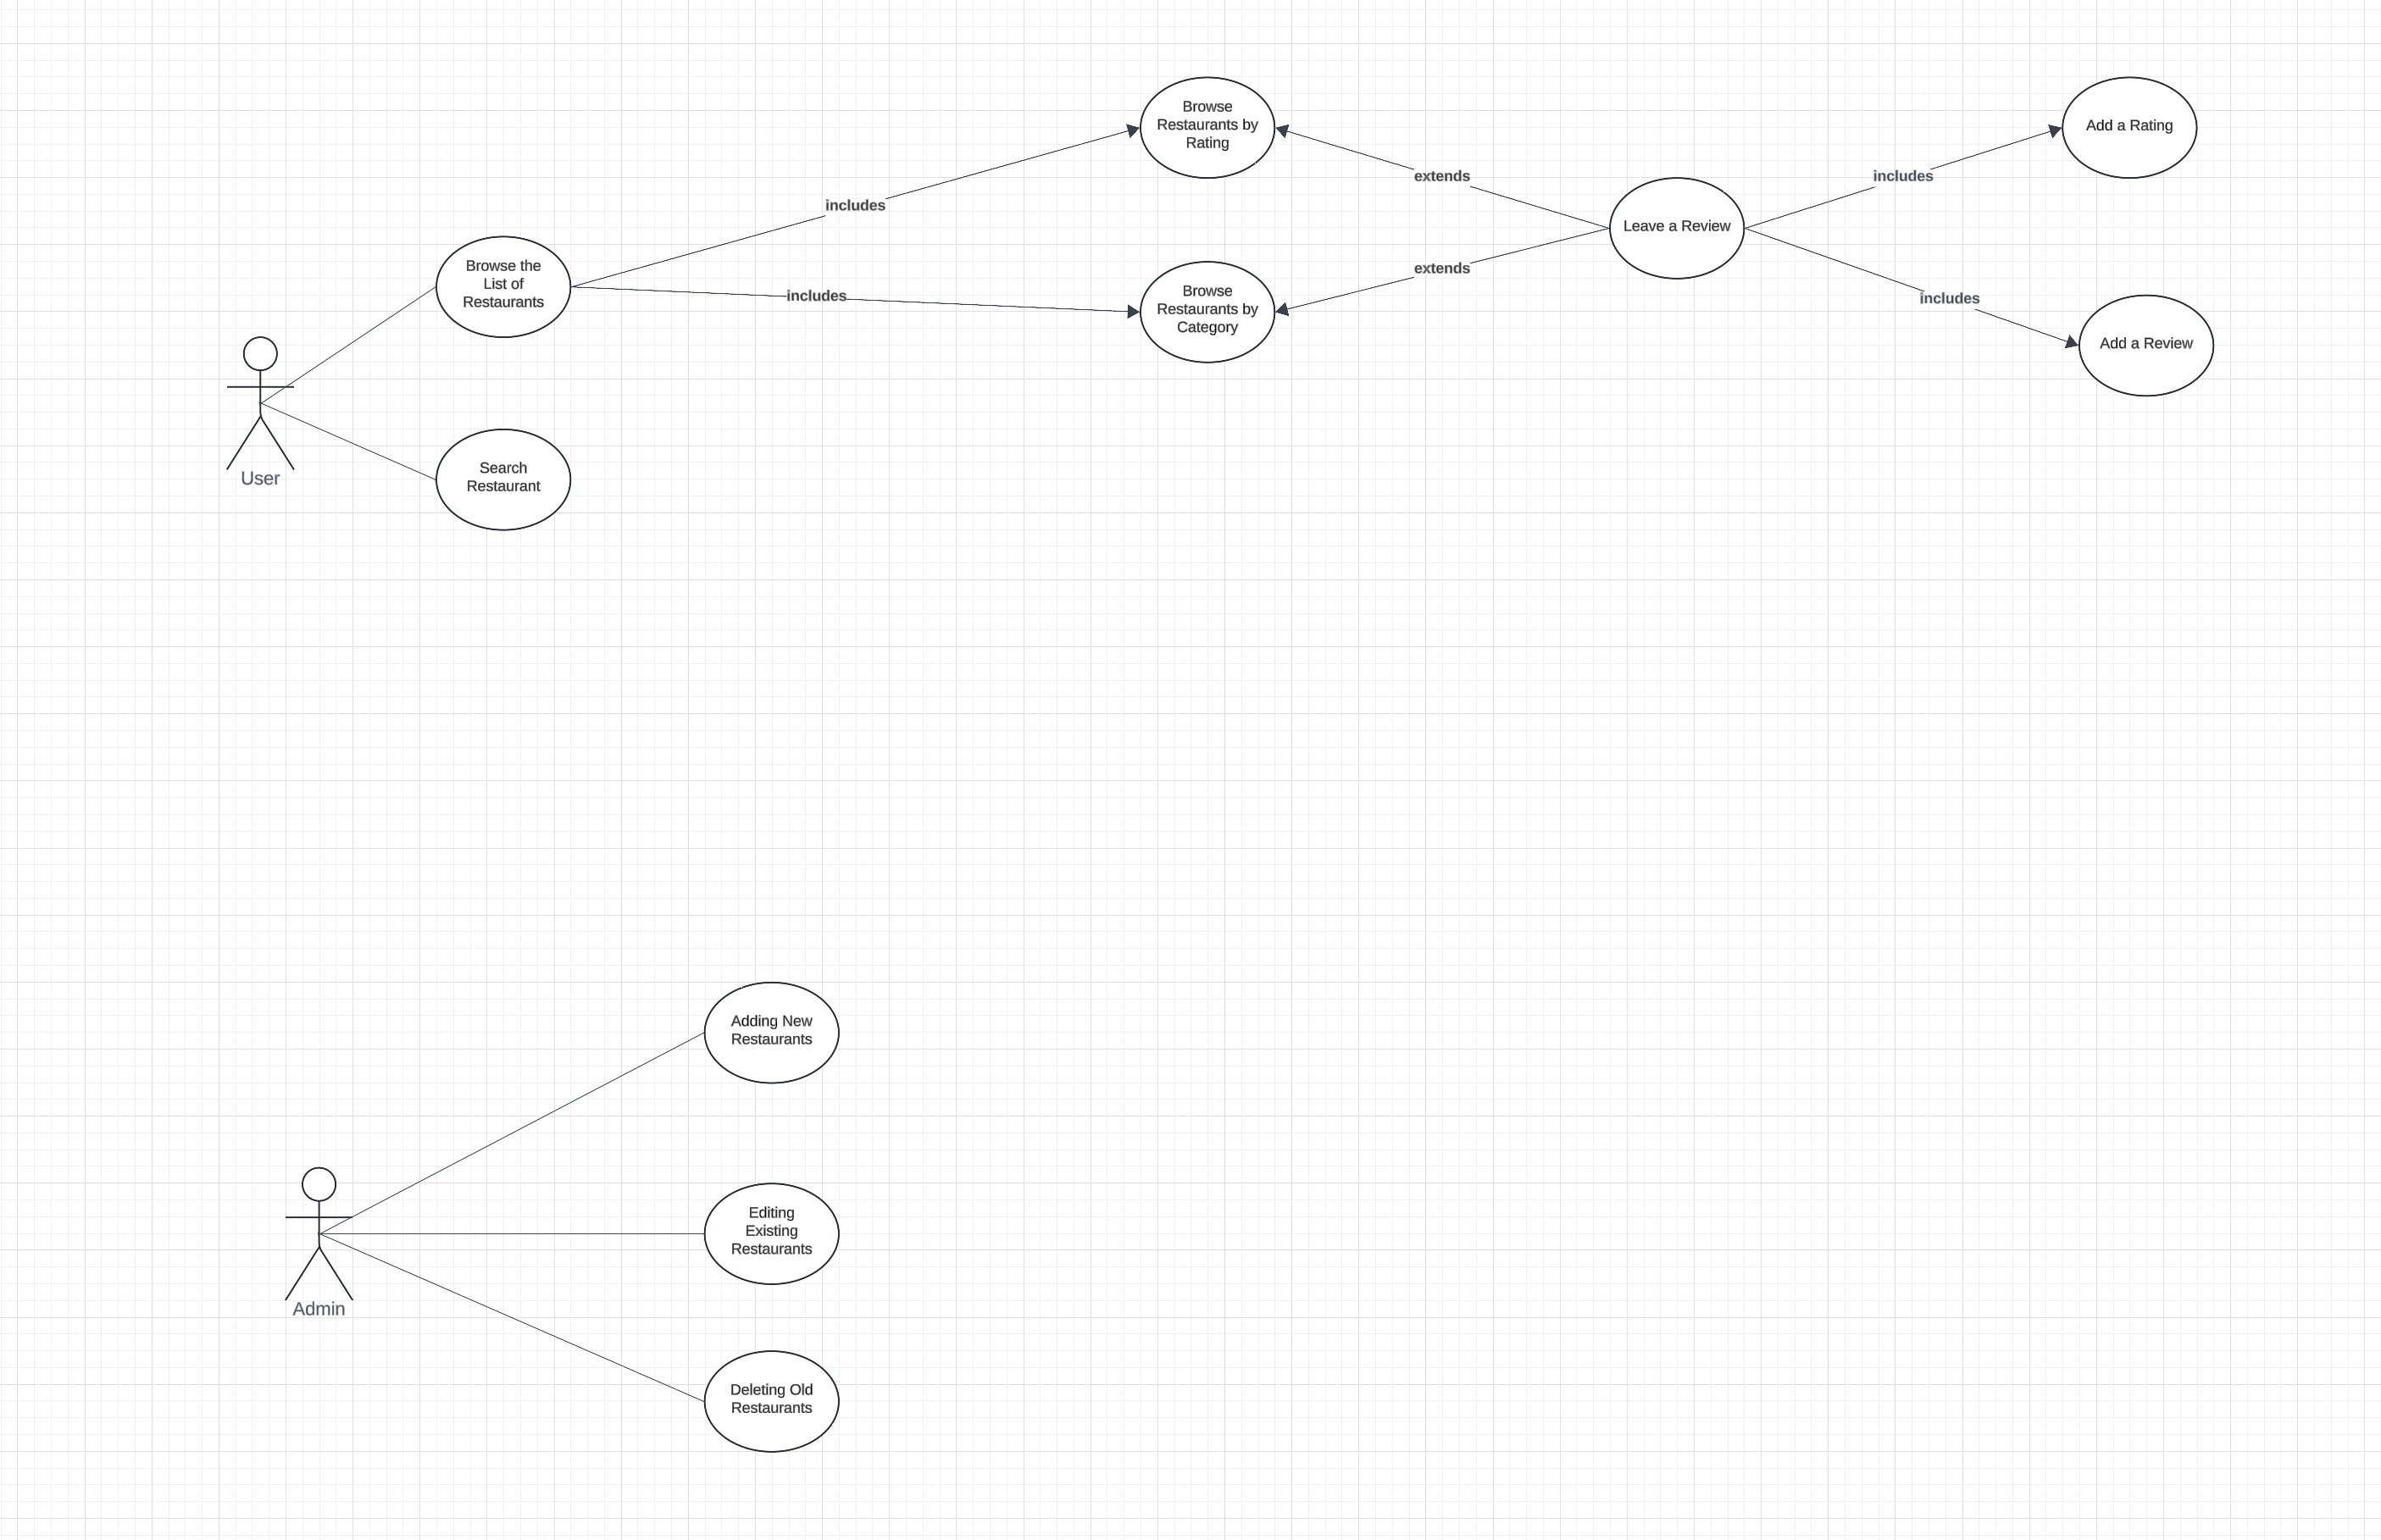 Browse
Restaurants by
Rating
Add a Rating
extends
includes
includes
Leave a Review
Browse the
List of
Restaurants
extends
includes
Browse
Restaurants by
Category
includes
Add a Review
User
Search
Restaurant
Adding New
Restaurants
Editing
Existing
Restaurants
Admin
Deleting Old
Restaurants